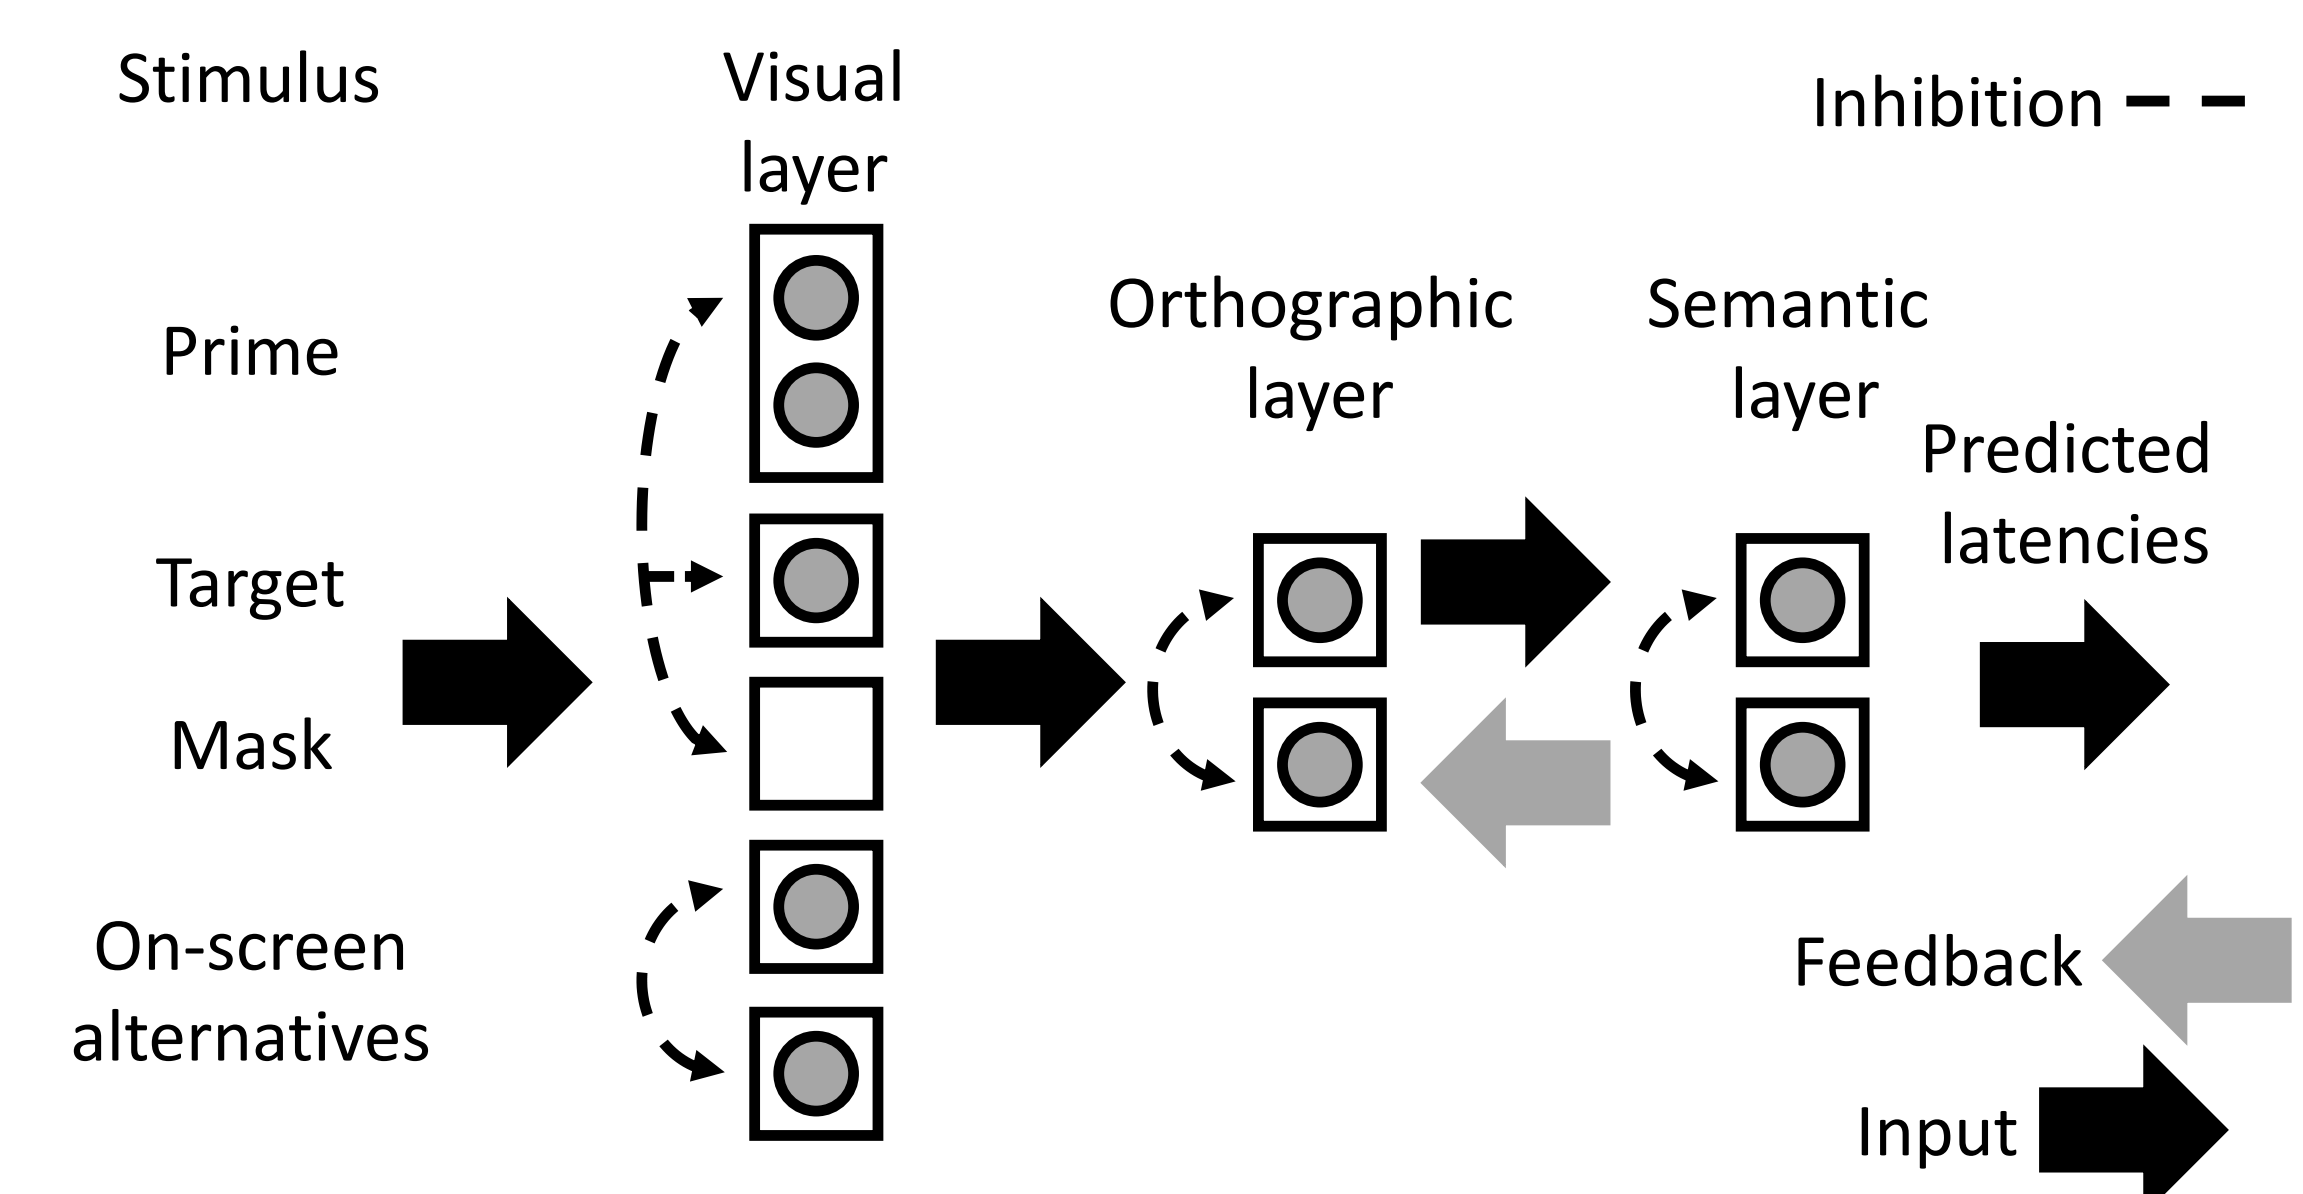 Stimulus
Visual
layer
Inhibition
Prime
Orthographic
layer
Semantic
layer
Predicted
latencies
Target
Mask
On-screen
alternatives
Feedback
Input